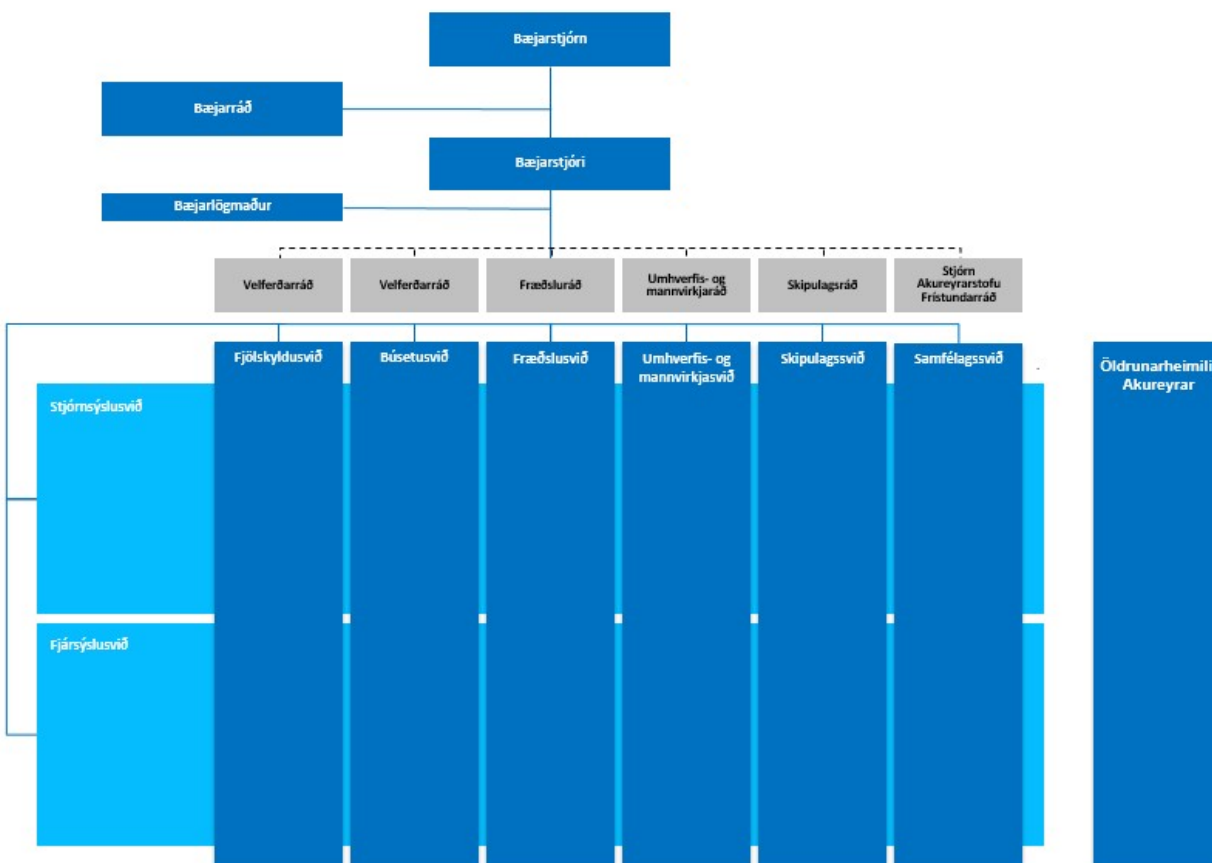 Bæjarstjórn
Bæjarráð
Bæjarstjóri
Bæjarlögmaður
Velferðarráð
Velferðarráð
Fræðsluráð
Umhverfis- og
mannvirkjaráð
Skipulagsráð
Stjórn
Akureyrarstofu
Frístundarráð
Fjölskyldusvið
Búsetusvið
Fræðslusvið
Umhverfis- og
mannvirkjasvið
Skipulagssvið
Samfélagssvið
Öldrunarheimili
Akureyrar
Stjórnsýslusvið
Fjársýslusvið